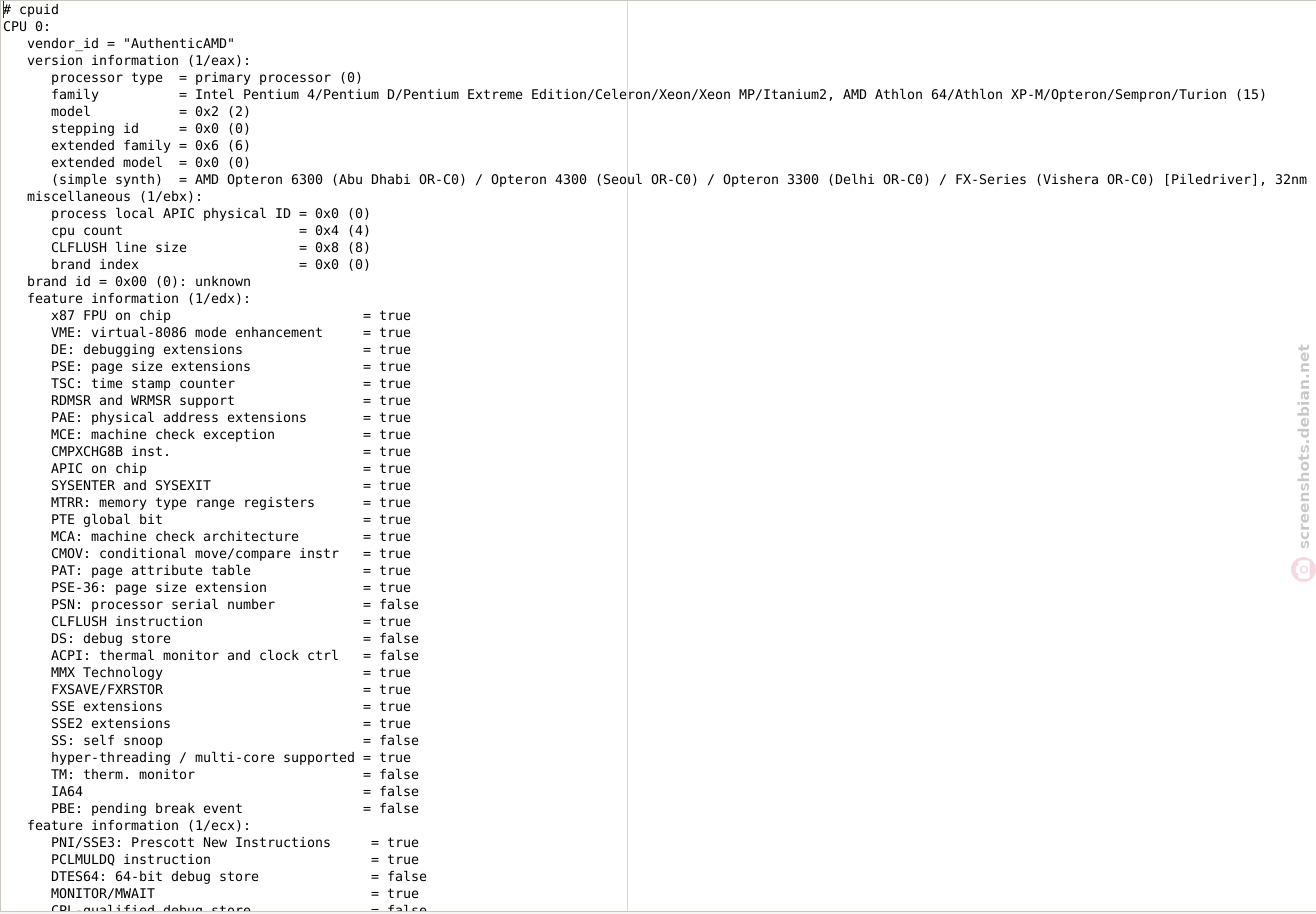 # cpuid
CPU 0:
   vendor_id = "AuthenticAMD"
   version information (1/eax):
      processor type  = primary processor (0)
      family          = Intel Pentium 4/Pentium D/Pentium Extreme Edition/Celeron/Xeon/Xeon MP/Itanium2, AMD Athlon 64/Athlon XP-M/Opteron/Sempron/Turion (15)
      model           = 0x2 (2)
      stepping id     = 0x0 (0)
      extended family = 0x6 (6)
      extended model  = 0x0 (0)
      (simple synth)  = AMD Opteron 6300 (Abu Dhabi OR-C0) / Opteron 4300 (Seoul OR-C0) / Opteron 3300 (Delhi OR-C0) / FX-Series (Vishera OR-C0) [Piledriver], 32nm
   miscellaneous (1/ebx):
      process local APIC physical ID = 0x0 (0)
      cpu count                      = 0x4 (4)
      CLFLUSH line size              = 0x8 (8)
      brand index                    = 0x0 (0)
   brand id = 0x00 (0): unknown
   feature information (1/edx):
      x87 FPU on chip                        = true
      VME: virtual-8086 mode enhancement     = true
      DE: debugging extensions               = true
      PSE: page size extensions              = true
      TSC: time stamp counter                = true
      RDMSR and WRMSR support                = true
      PAE: physical address extensions       = true
      MCE: machine check exception           = true
      CMPXCHG8B inst.                        = true
      APIC on chip                           = true
      SYSENTER and SYSEXIT                   = true
      MTRR: memory type range registers      = true
      PTE global bit                         = true
      MCA: machine check architecture        = true
      CMOV: conditional move/compare instr   = true
      PAT: page attribute table              = true
      PSE-36: page size extension            = true
      PSN: processor serial number           = false
      CLFLUSH instruction                    = true
      DS: debug store                        = false
      ACPI: thermal monitor and clock ctrl   = false
      MMX Technology                         = true
      FXSAVE/FXRSTOR                         = true
      SSE extensions                         = true
      SSE2 extensions                        = true
      SS: self snoop                         = false
      hyper-threading / multi-core supported = true
      TM: therm. monitor                     = false
      IA64                                   = false
      PBE: pending break event               = false
   feature information (1/ecx):
      PNI/SSE3: Prescott New Instructions     = true
      PCLMULDQ instruction                    = true
      DTES64: 64-bit debug store              = false
      MONITOR/MWAIT                           = true
      CPL-qualified debug store               = false
screenshots.debian.net